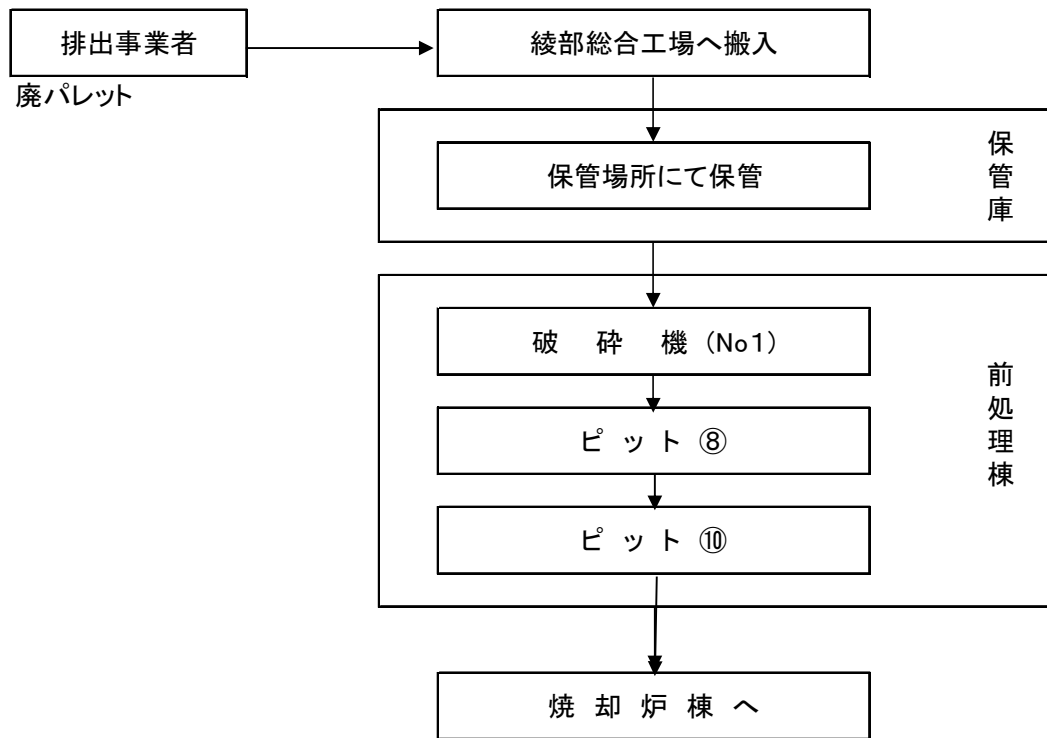 排出事業者
綾部総合工場へ搬入
廃パレット
保管場所にて保管
保管庫
破 砕 機 (No1)
ピ ッ ト ⑧
ピ ッ ト ⑩
前処理棟
焼 却 炉 棟 へ